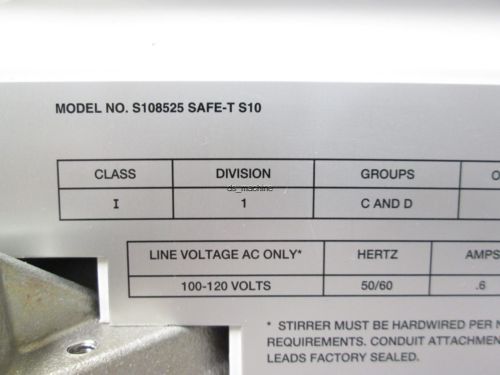 MODEL NO. S108525 SAFE-T S10
CLASS DIVISION GROUPS O
ds_machine
I 1 C AND D
LINE VOLTAGE AC ONLY* HERTZ AMPS
100-120 VOLTS 50/60 .6
* STIRRER MUST BE HARDWIRED PER N
REQUIREMENTS. CONDUIT ATTACHMEN
LEADS FACTORY SEALED.